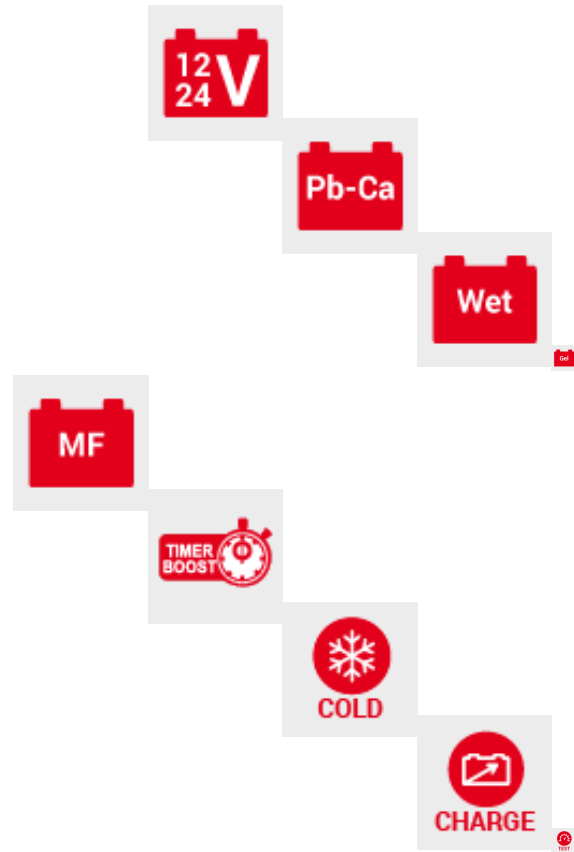 12
24 V
Pb-Ca
Wet
Gel
MF
TIMER
BOOST
COLD
CHARGE
TEST